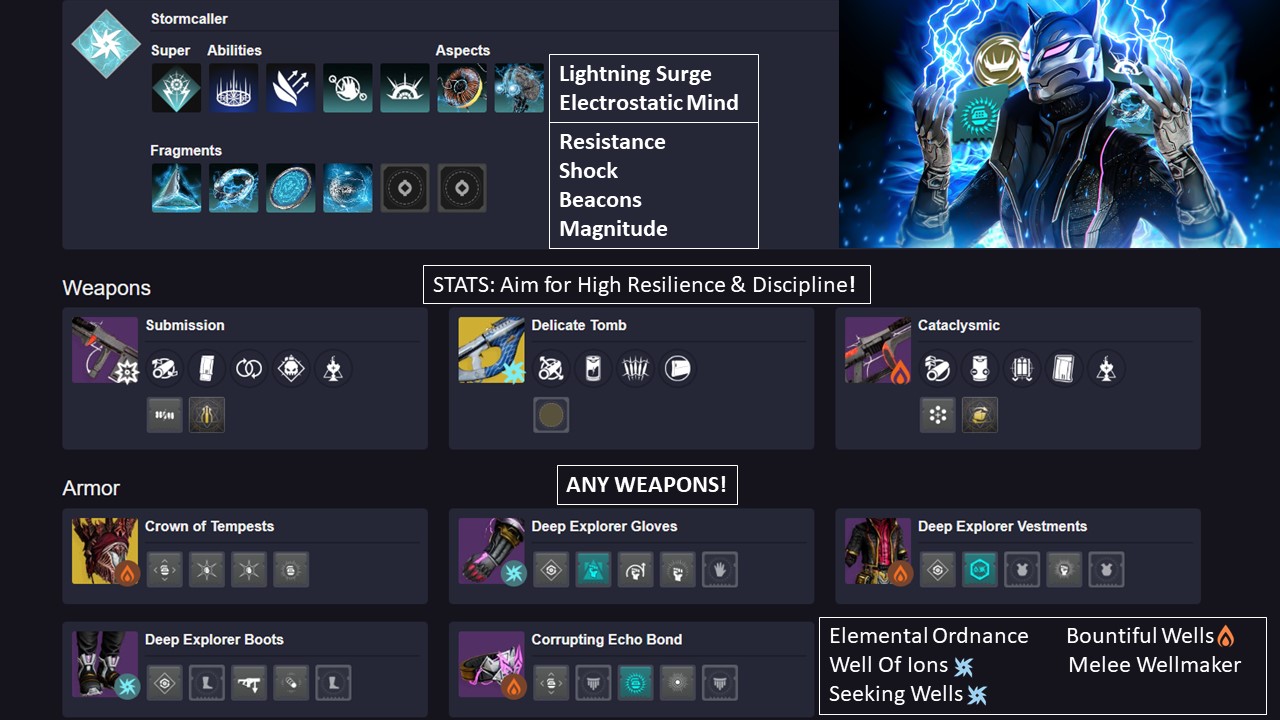 Stormcaller
Super Abilities Aspects
Lightning Surge
Electrostatic Mind
Fragments
Resistance
Shock
Beacons
Magnitude
STATS: Aim for High Resilience & Discipline!
Weapons
Submission
Delicate Tomb
Cataclysmic
ANY WEAPONS!
Armor
Crown of Tempests
Deep Explorer Gloves
Deep Explorer Vestments
Deep Explorer Boots
Corrupting Echo Bond
Elemental Ordnance Bountiful Wells
Well Of Ions Melee Wellmaker
Seeking Wells